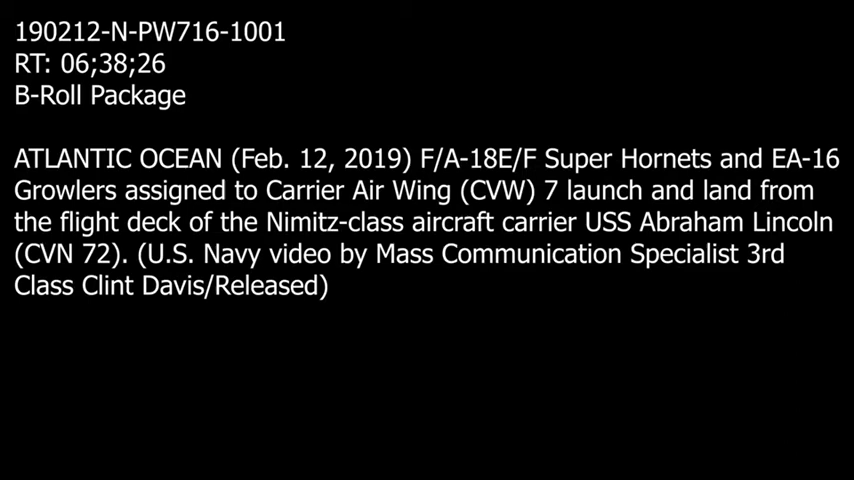 190212-N-PW716-1001
RT: 06;38;26
B-Roll Package
ATLANTIC OCEAN (Feb. 12, 2019) F/A-18E/F Super Hornets and EA-16
Growlers assigned to Carrier Air Wing (CVW) 7 launch and land from
the flight deck of the Nimitz-class aircraft carrier USS Abraham Lincoln
(CVN 72). (U.S. Navy video by Mass Communication Specialist 3rd
Class Clint Davis/Released)